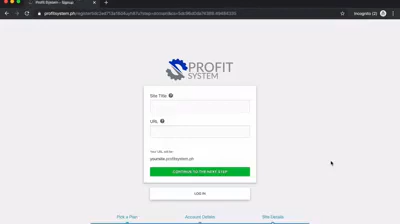 Profit System - Signup
Incognito (2)
PROFIT
SYSTEM
Site Title
URL
Your URL will be
yoursite.profitsystem.ph
CONTINUE TO THE NEXT STEP
LOG IN
Pick a Plan
Account Details
Site Details